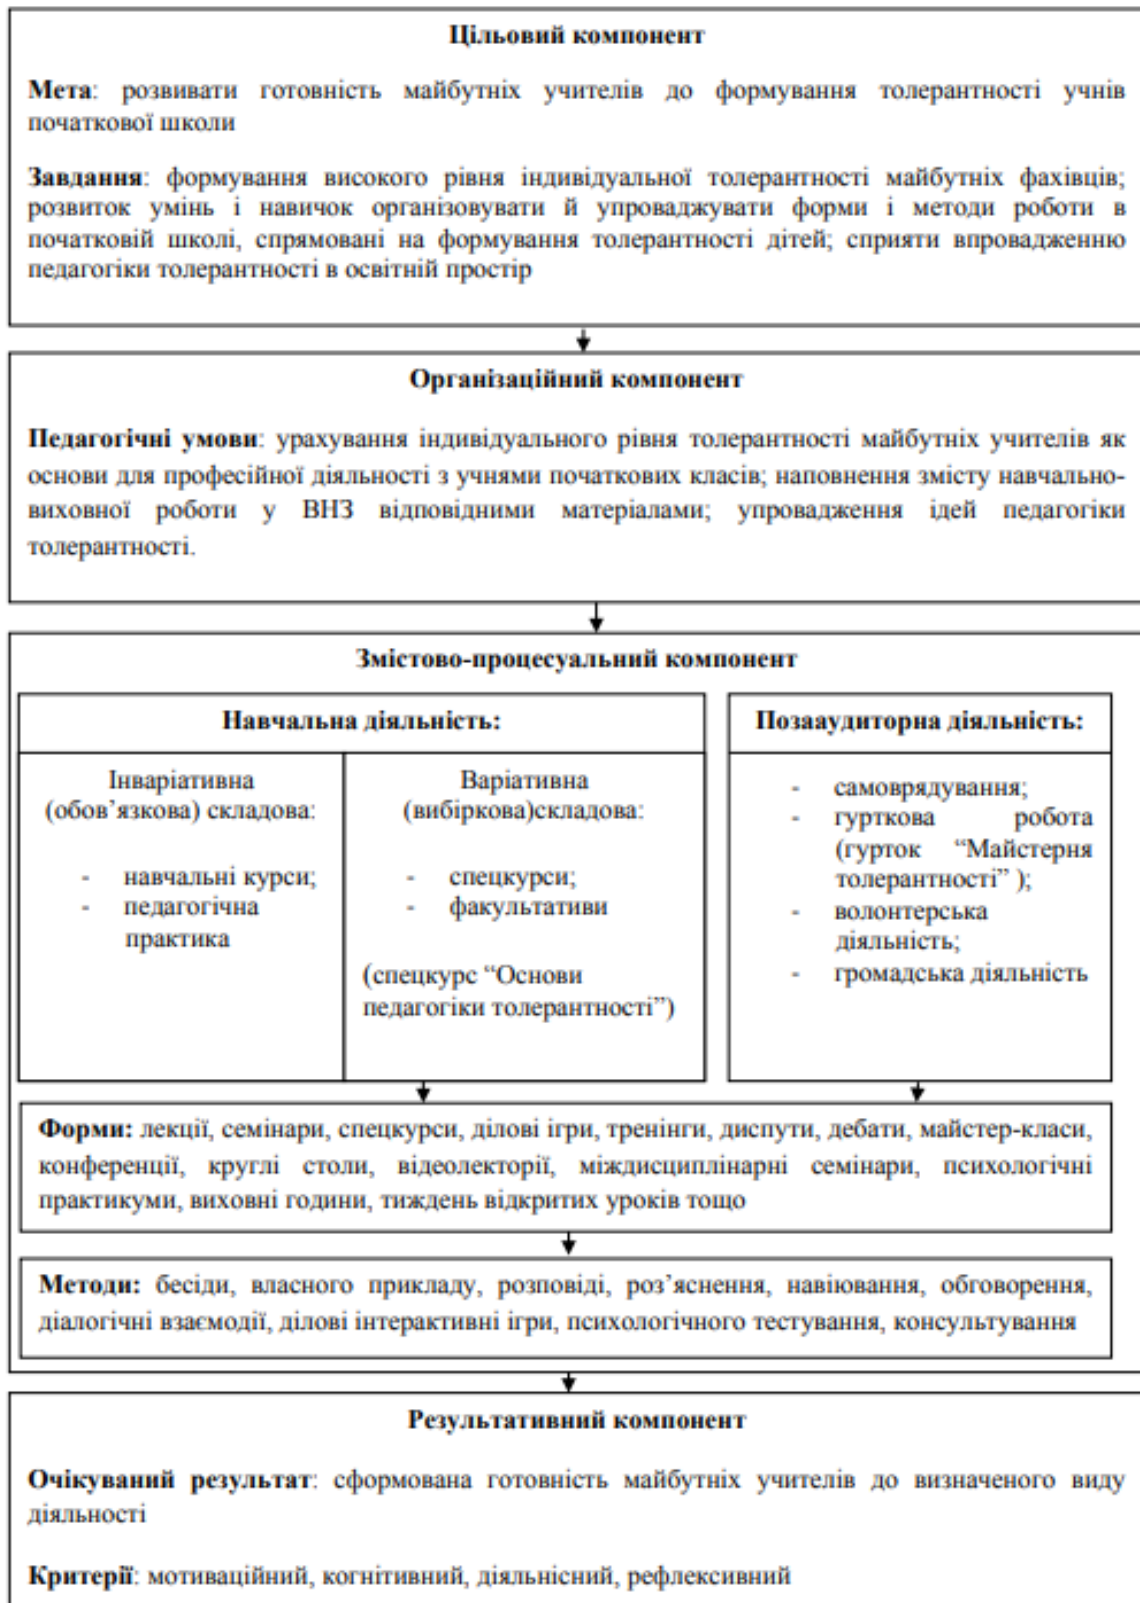 Цільовий компонент
Мета: розвивати готовність майбутніх учителів до формування толерантності учнів
початкової школи
Завдання: формування високого рівня індивідуальної толерантності майбутніх фахівців;
розвиток умінь і навичок організовувати й упроваджувати форми і методи роботи в
початковій школі, спрямовані на формування толерантності дітей; сприяти впровадженню
педагогіки толерантності в освітній простір
Організаційний компонент
Педагогічні умови: урахування індивідуального рівня толерантності майбутніх учителів як
основи для професійної діяльності з учнями початкових класів; наповнення змісту навчально-
виховної роботи у ВНЗ відповідними матеріалами; упровадження ідей педагогіки
толерантності.
Змістово-процесуальний компонент
Навчальна діяльність:
Інваріативна
(обов’язкова) складова:
- навчальні курси;
- педагогічна
практика
Варіативна
(вибіркова)складова:
- спецкурси;
- факультативи
(спецкурс “Основи
педагогіки толерантності”)
Позааудиторна діяльність:
- самоврядування;
- гурткова робота
(гурток “Майстерня
толерантності” );
- волонтерська
діяльність;
- громадська діяльність
Форми: лекції, семінари, спецкурси, ділові ігри, тренінги, диспути, дебати, майстер-класи,
конференції, круглі столи, відеолекторії, міждисциплінарні семінари, психологічні
практикуми, виховні години, тиждень відкритих уроків тощо
Методи: бесіди, власного прикладу, розповіді, роз’яснення, навіювання, обговорення,
діалогічні взаємодії, ділові інтерактивні ігри, психологічного тестування, консультування
Результативний компонент
Очікуваний результат: сформована готовність майбутніх учителів до визначеного виду
діяльності
Критерії: мотиваційний, когнітивний, діяльнісний, рефлексивний